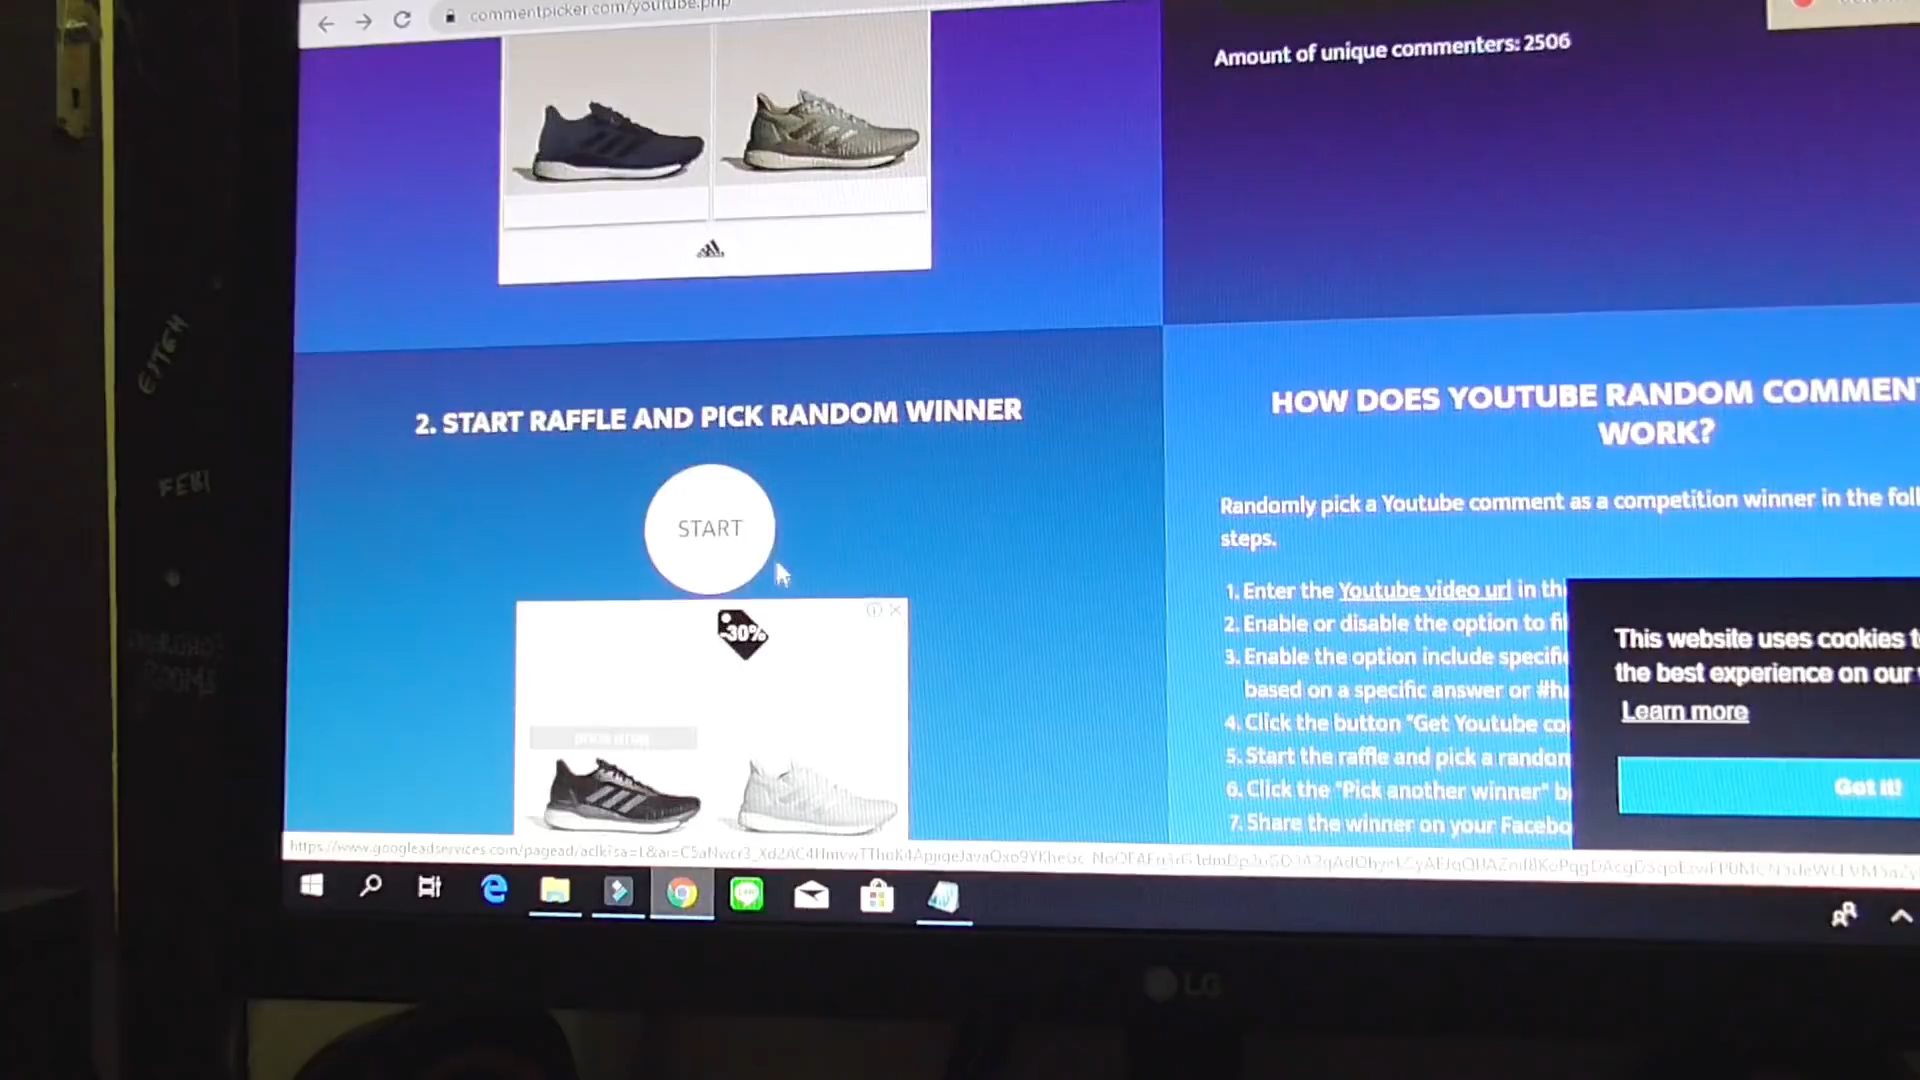 commentpicker.com/youtube.php
Amount of unique commenters: 2506
2. START RAFFLE AND PICK RANDOM WINNER
START
-30%
HOW DOES YOUTUBE RANDOM COMMEN
WORK?
Randomly pick a Youtube comment as a competition winner in the foll
steps.
1. Enter the Youtube video url in th
2. Enable or disable the option to fi
3. Enable the option include specifi
based on a specific answer or #ha
4. Click the button "Get Youtube co
5. Start the raffle and pick a random
6. Click the "Pick another winner" b
7. Share the winner on your Facebo
This website uses cookies t
the best experience on our
Learn more
Got it!
FEBI
LG